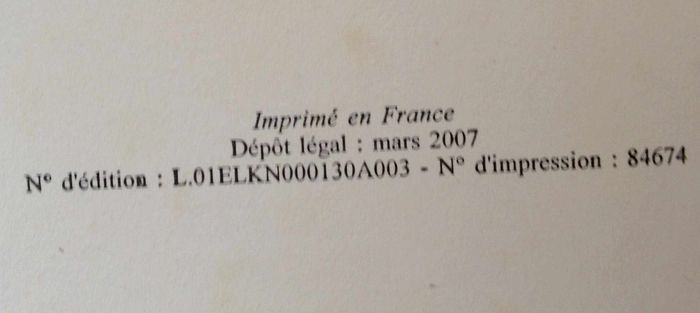 Imprimé en France
Dépôt légal : mars 2007
N° d'édition : L.01ELKN000130A003 - N° d'impression : 84674